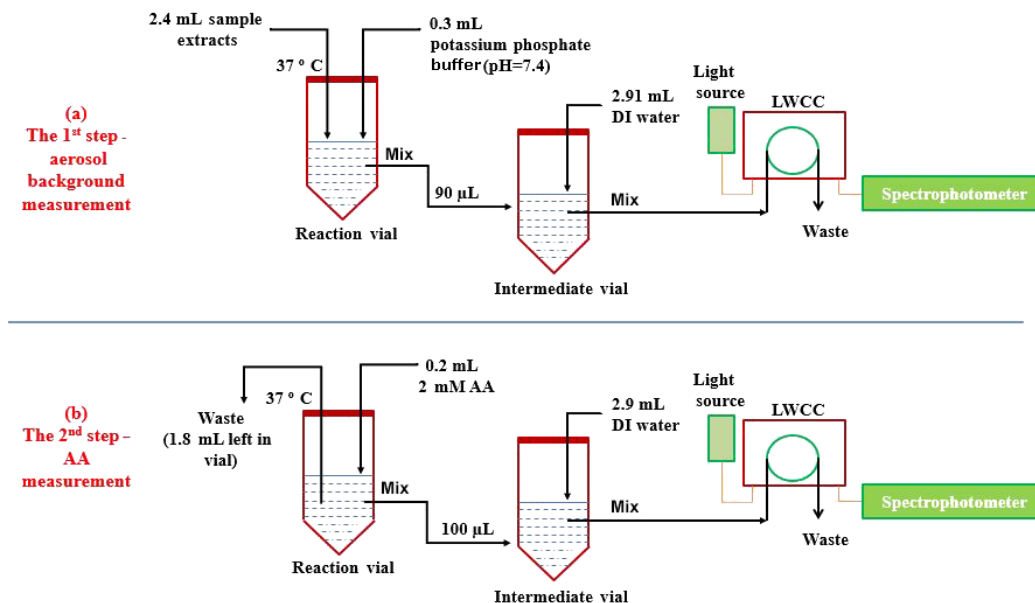 2.4 mL sample
extracts
0.3 mL
potassium phosphate
buffer(pH=7.4)
37 ° C
(a)
The 1st step -
aerosol
background
measurement
Mix
90 µL
Reaction vial
2.91 mL
DI water
Mix
Intermediate vial
Light
source
LWCC
Spectrophotometer
Waste
(b)
The 2nd step –
AA
measurement
Waste
(1.8 mL left in
vial)
37 ° C
0.2 mL
2 mM AA
Mix
100 µL
Reaction vial
2.9 mL
DI water
Mix
Intermediate vial
Light
source
LWCC
Spectrophotometer
Waste